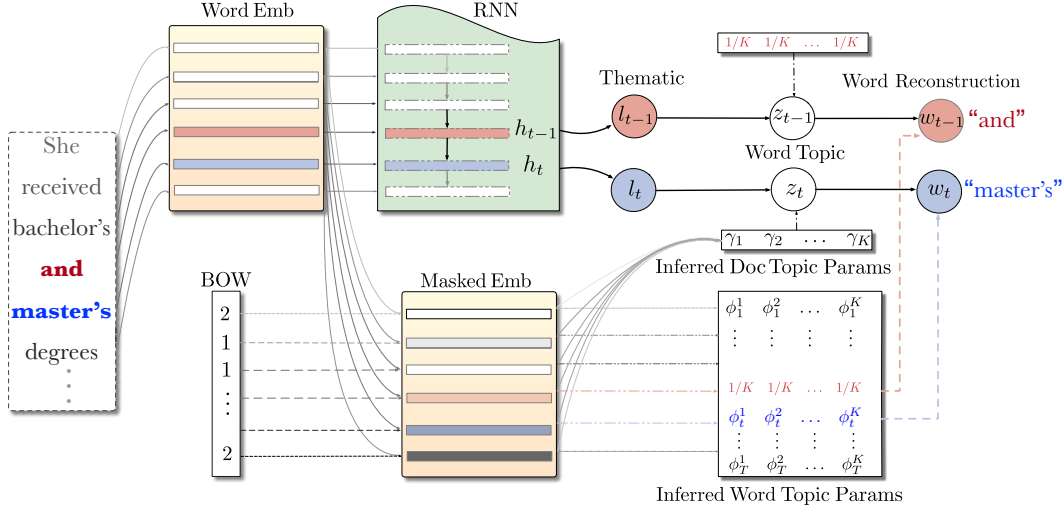 Word Emb
RNN
1/K 1/K ... 1/K
Thematic
Word Reconstruction
h_{t-1}
l_{t-1}
z_{t-1}
w_{t-1}
“and”
Word Topic
h_t
l_t
z_t
w_t
“master's”
She
received
bachelor's
and
master's
degrees
⋮
γ_1 γ_2 ⋯ γ_K
Inferred Doc Topic Params
BOW
2
1
1
⋮
2
Masked Emb
ϕ_1^1 ϕ_1^2 ... ϕ_1^K
⋮ ⋮ ⋮ ⋮
1/K 1/K ... 1/K
ϕ_t^1 ϕ_t^2 ... ϕ_t^K
⋮ ⋮ ⋮ ⋮
ϕ_T^1 ϕ_T^2 ... ϕ_T^K
Inferred Word Topic Params